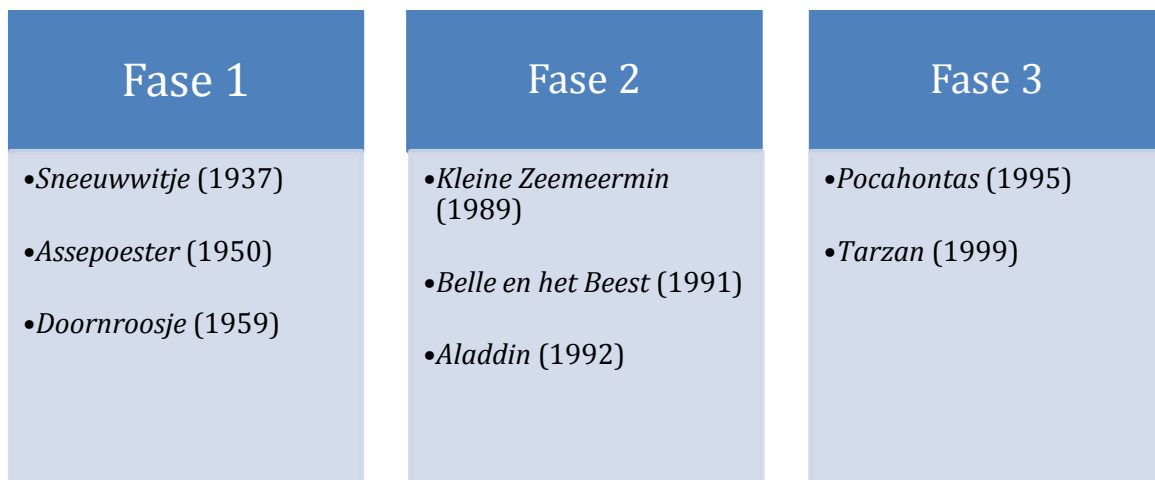 Fase 1
•Sneeuwwitje (1937)
•Assepoester (1950)
•Doornroosje (1959)
Fase 2
•Kleine Zeemeermin
(1989)
•Belle en het Beest (1991)
•Aladdin (1992)
Fase 3
•Pocahontas (1995)
•Tarzan (1999)